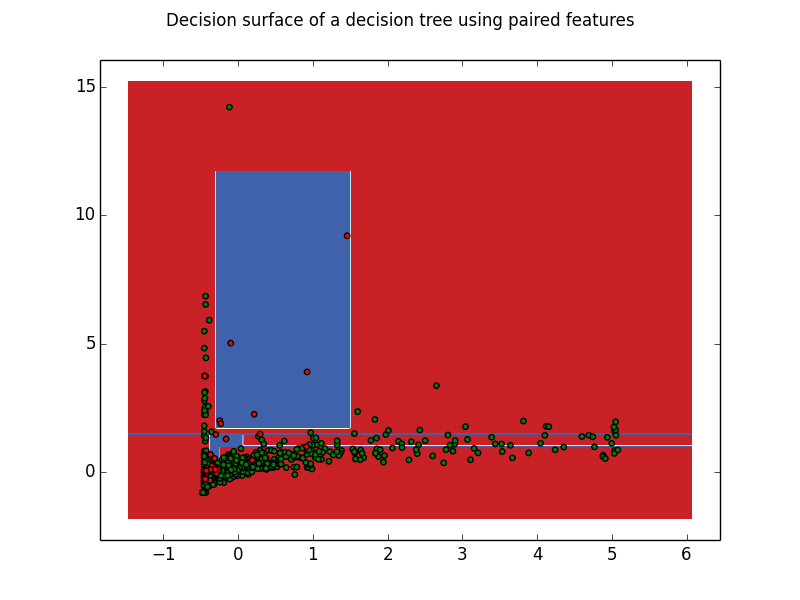 Decision surface of a decision tree using paired features
15
10
5
0
−1 0 1 2 3 4 5 6